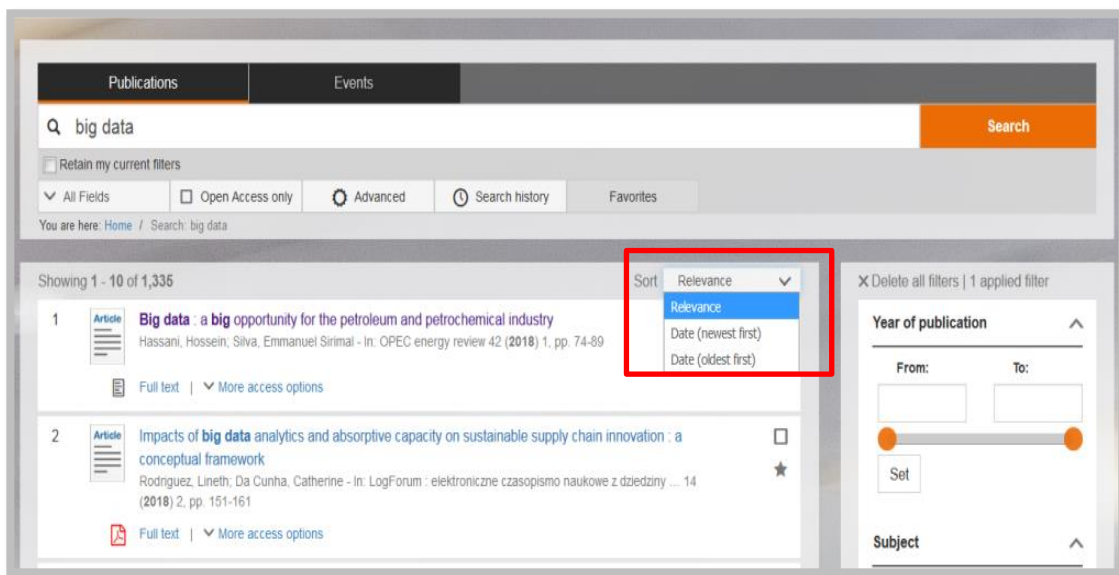 Publications Events
big data Search
Retain my current filters
All Fields Open Access only Advanced Search history Favorites
You are here: Home / Search: big data
Showing 1 - 10 of 1,335 Sort Relevance
Relevance
Date (newest first)
Date (oldest first)
1 Article Big data : a big opportunity for the petroleum and petrochemical industry
Hassani, Hossein; Silva, Emmanuel Sirimal - In: OPEC energy review 42 (2018) 1, pp. 74-89
Full text | More access options
2 Article Impacts of big data analytics and absorptive capacity on sustainable supply chain innovation : a
conceptual framework
Rodriguez, Lineth; Da Cunha, Catherine - In: LogForum : elektroniczne czasopismo naukowe z dziedziny ... 14
(2018) 2, pp. 151-161
Full text | More access options
X Delete all filters | 1 applied filter
Year of publication
From: To:
Set
Subject